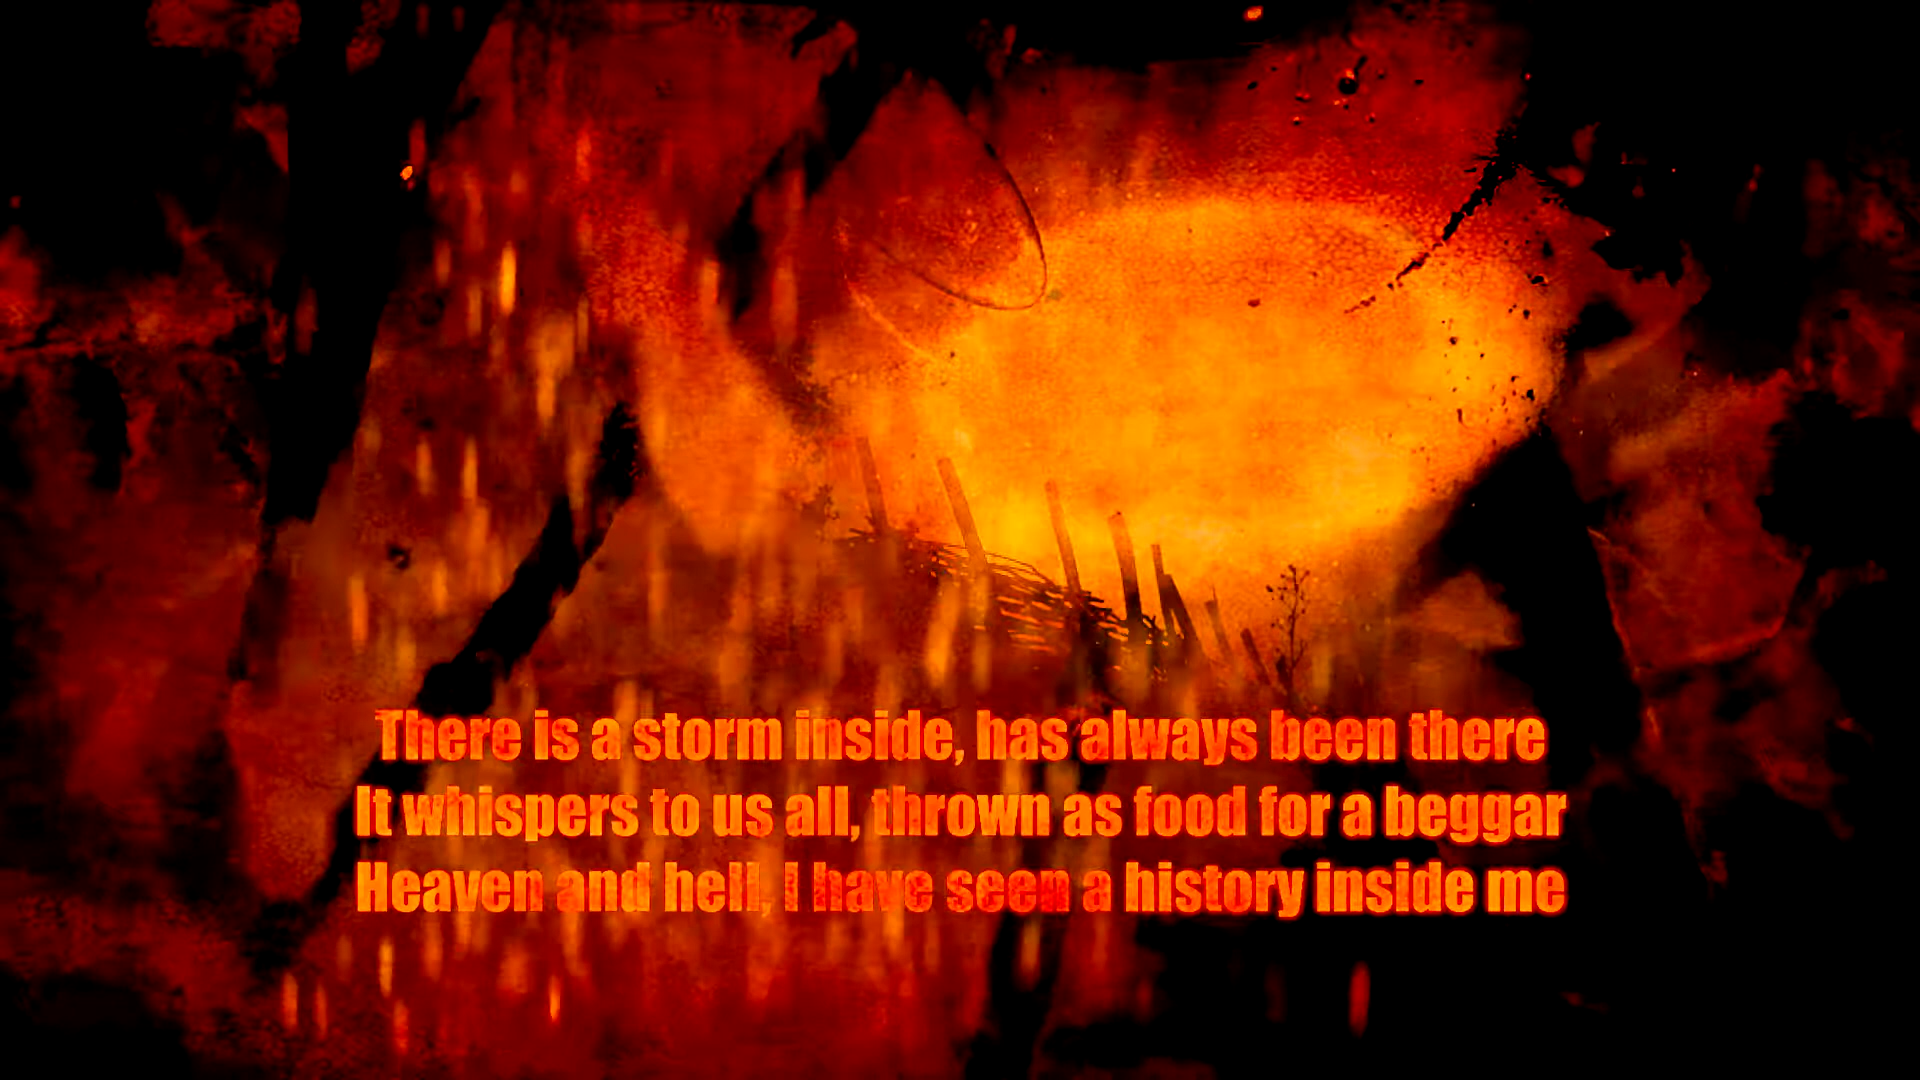 There is a storm inside, has always been there
It whispers to us all, thrown as food for a beggar
Heaven and hell, I have seen a history inside me